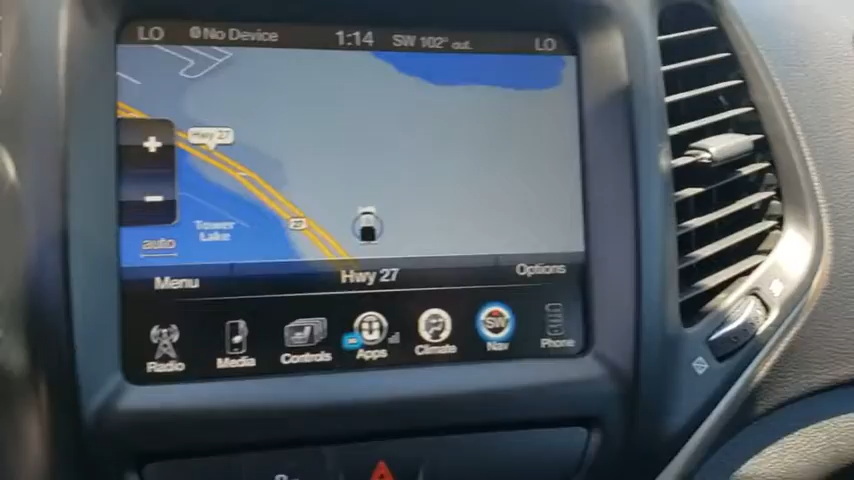 LO No Device 1:14 SW 102° out LO
Hwy 27
+
27
-
Tower
Lake
auto
Menu Hwy 27 Options
SW
Radio Media Controls Apps Climate Nav Phone